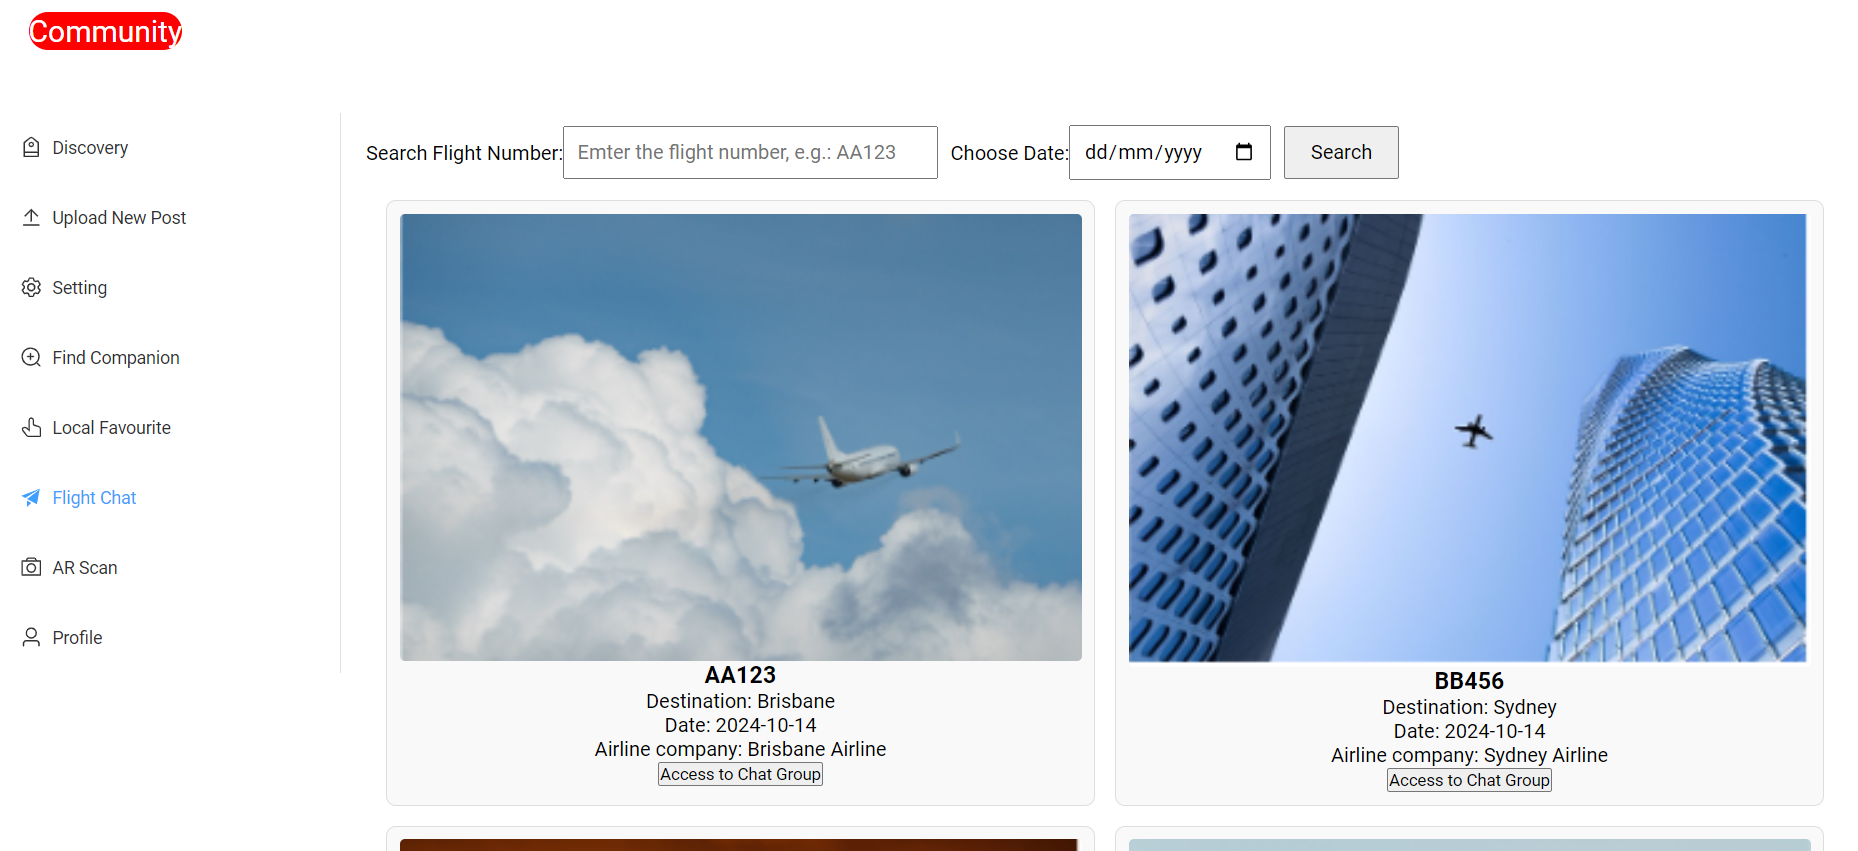 Community
Discovery
Upload New Post
Setting
Find Companion
Local Favourite
Flight Chat
AR Scan
Profile
Search Flight Number: Emter the flight number, e.g.: AA123 Choose Date: dd/mm/yyyy Search
AA123
Destination: Brisbane
Date: 2024-10-14
Airline company: Brisbane Airline
Access to Chat Group
BB456
Destination: Sydney
Date: 2024-10-14
Airline company: Sydney Airline
Access to Chat Group